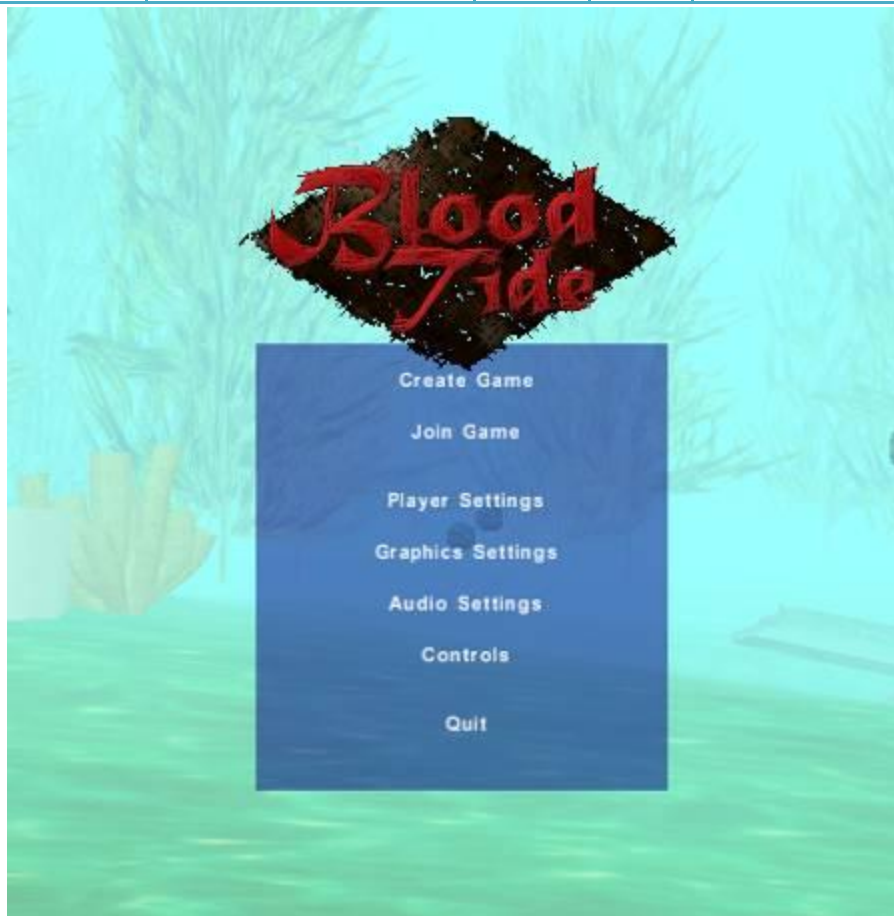 Blood
Tide
Create Game
Join Game
Player Settings
Graphics Settings
Audio Settings
Controls
Quit